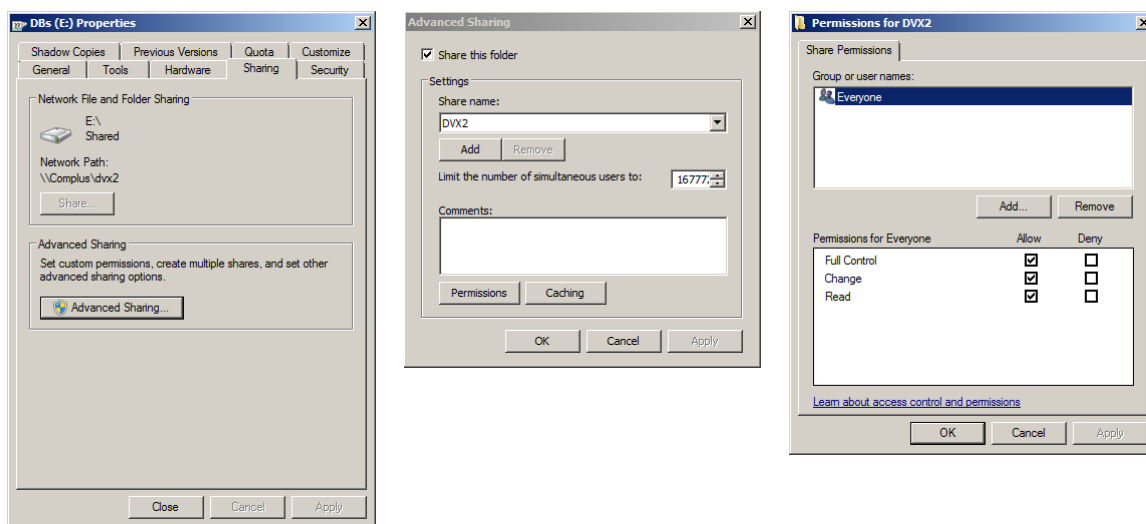 DBs (E:) Properties
Shadow Copies
Previous Versions
Quota
Customize
General
Tools
Hardware
Sharing
Security
Network File and Folder Sharing
E:\
Shared
Network Path:
\\Complus\dvx2
Share...
Advanced Sharing
Set custom permissions, create multiple shares, and set other
advanced sharing options.
Advanced Sharing...
Close
Cancel
Apply
Advanced Sharing
Share this folder
Settings
Share name:
DVX2
Add
Remove
Limit the number of simultaneous users to:
Comments:
Permissions
Caching
OK
Cancel
Apply
Permissions for DVX2
Share Permissions
Group or user names:
Everyone
Add...
Remove
Permissions for Everyone
Allow
Deny
Full Control
Change
Read
Learn about access control and permissions
OK
Cancel
Apply